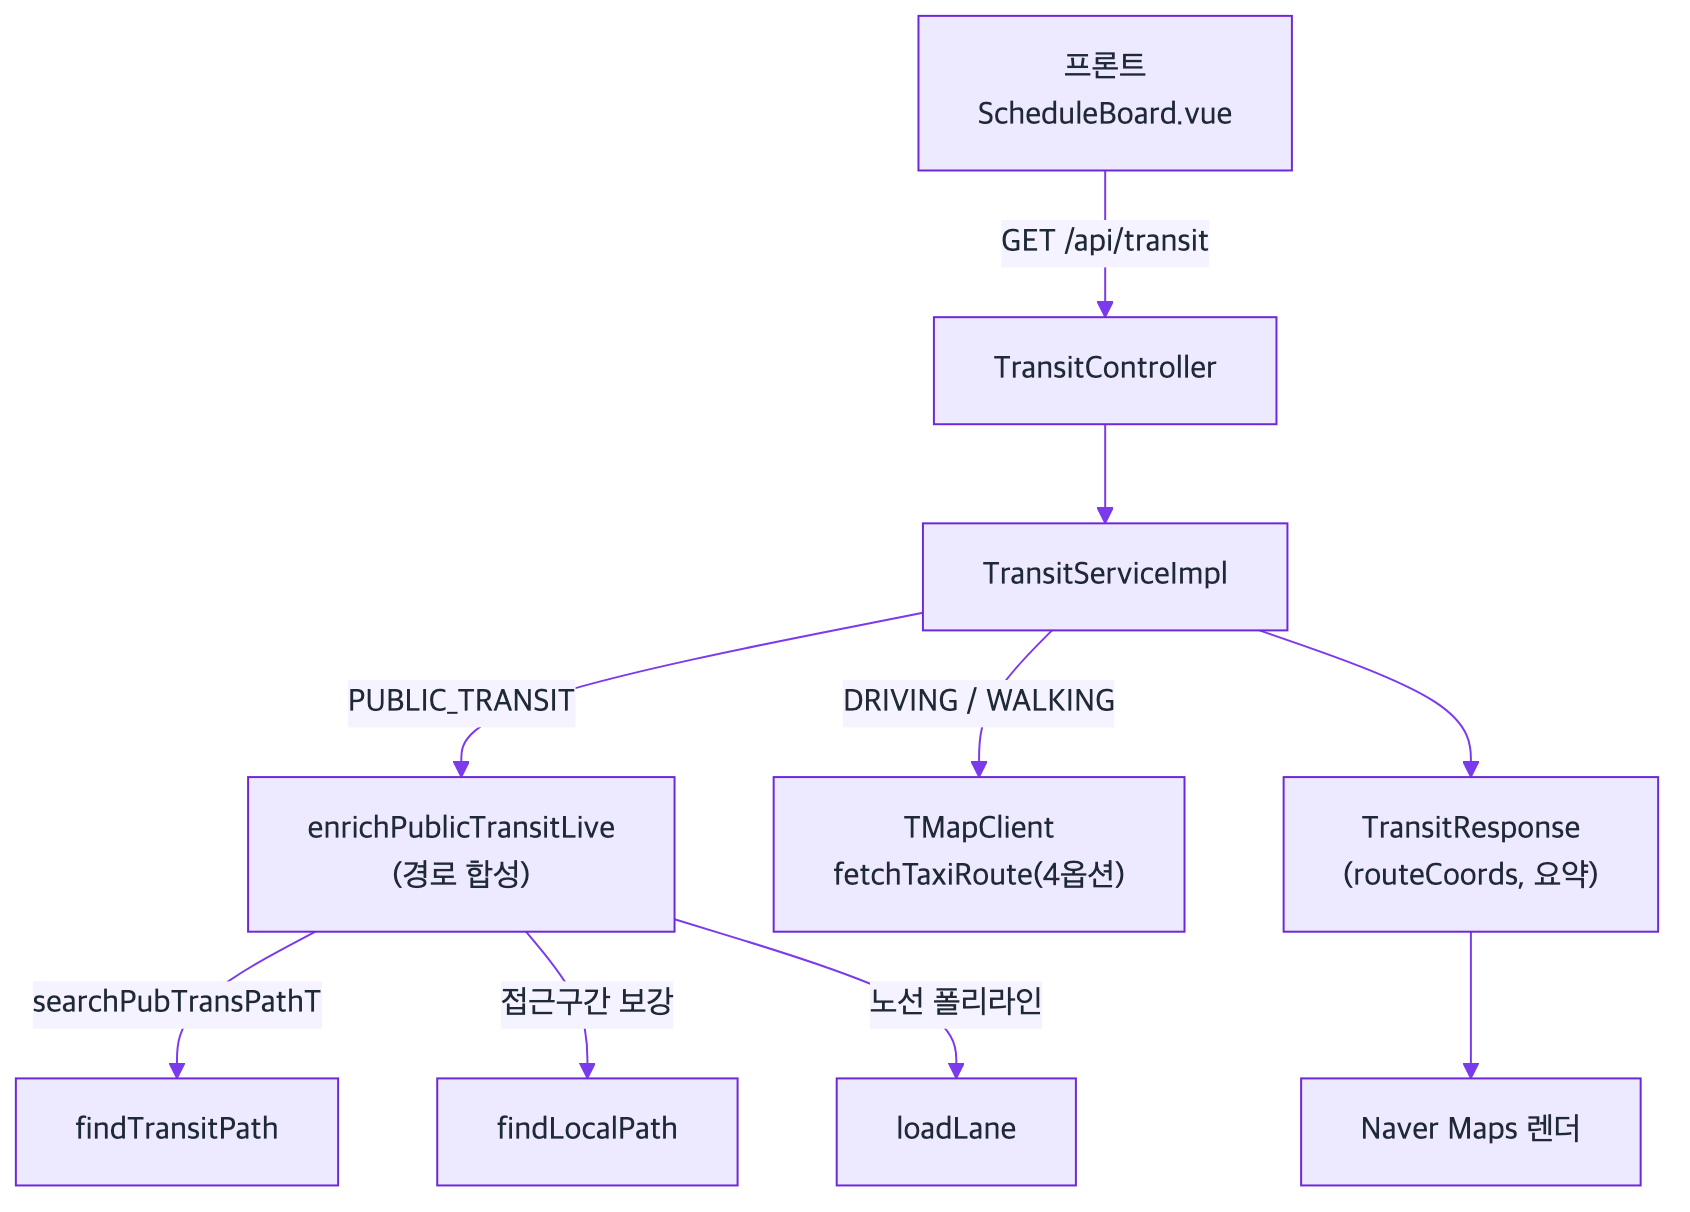 프론트
ScheduleBoard.vue
GET /api/transit
TransitController
TransitServiceImpl
PUBLIC_TRANSIT
DRIVING / WALKING
enrichPublicTransitLive
(경로 합성)
TMapClient
fetchTaxiRoute(4옵션)
TransitResponse
(routeCoords, 요약)
searchPubTransPathT
접근구간 보강
노선 폴리라인
findTransitPath
findLocalPath
loadLane
Naver Maps 렌더